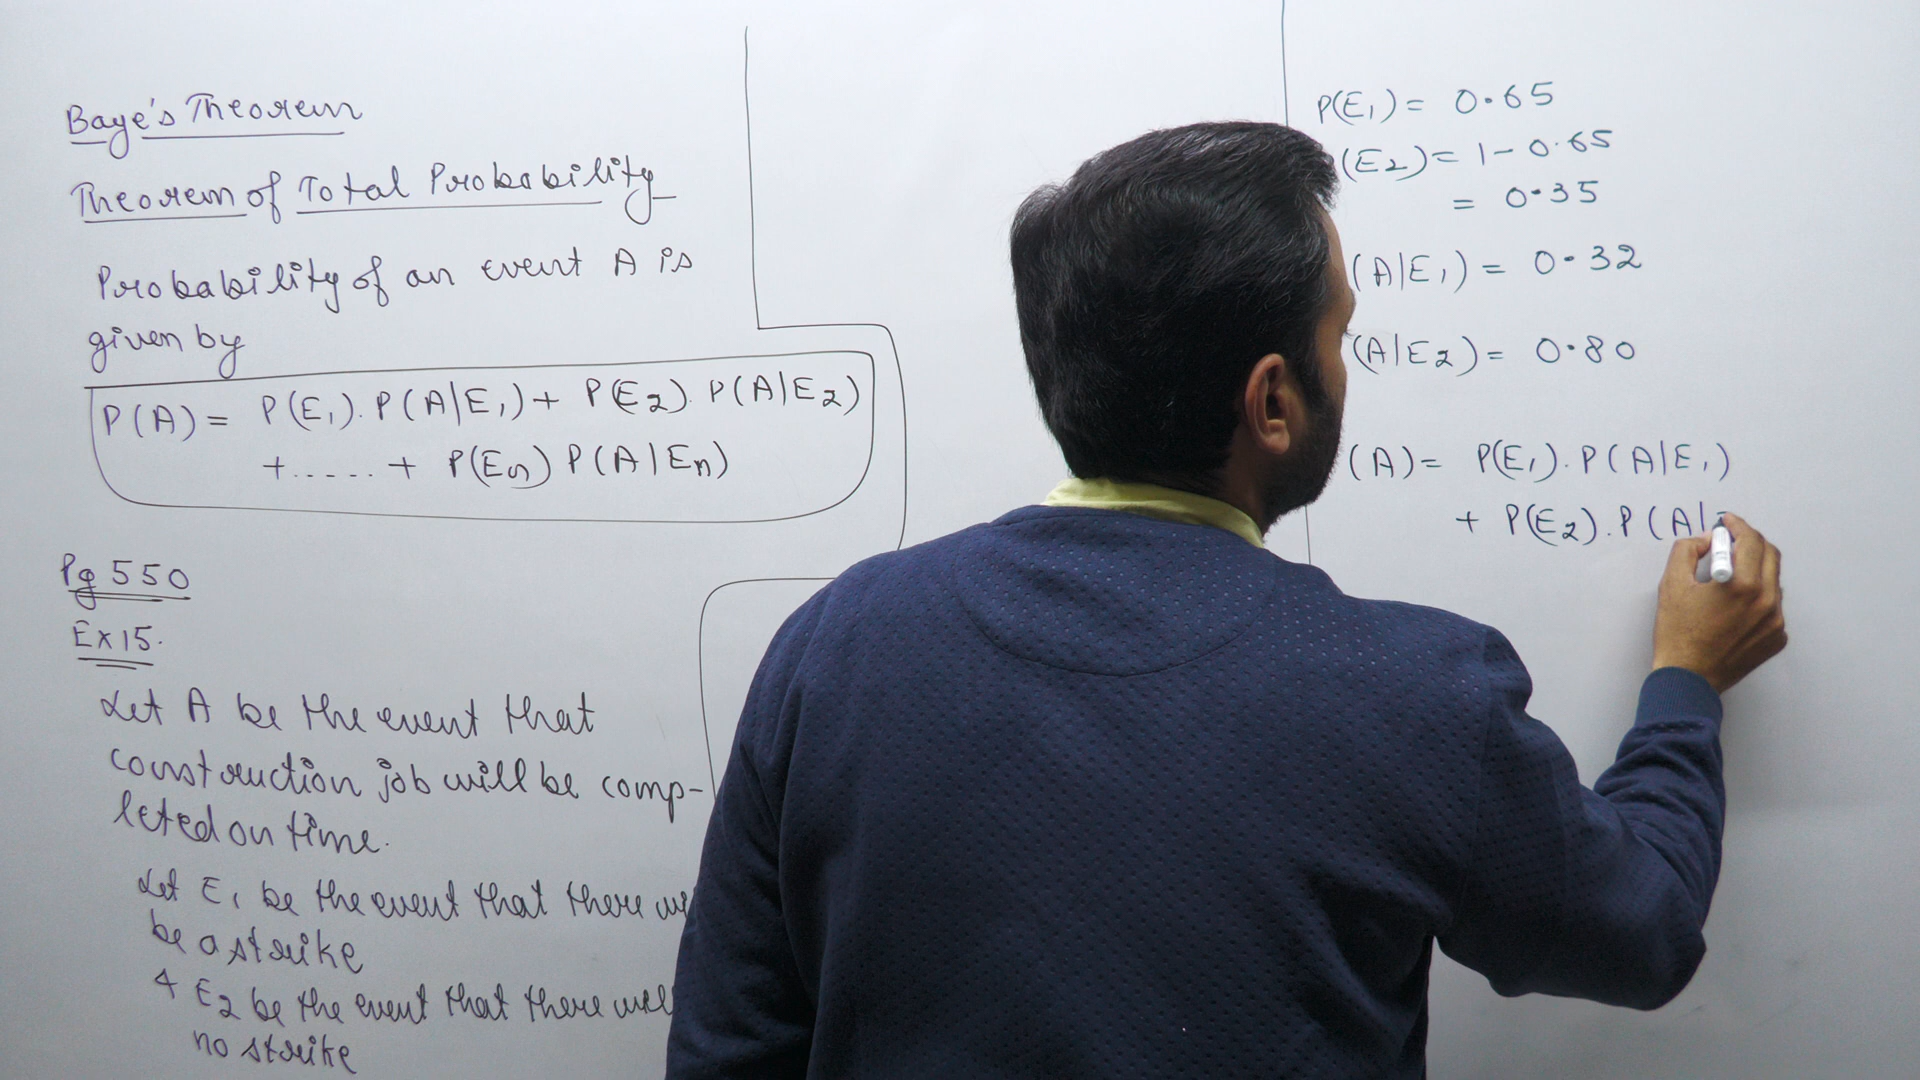 Baye's Theorem
Theorem of Total Probability
Probability of an event A is
given by
P(A) = P(E₁). P(A|E₁) + P(E₂). P(A|E₂)
+ ..... + P(Eₙ) P(A|Eₙ)
Pg 550
Ex 15.
Let A be the event that
construction job will be comp-
leted on time.
Let E₁ be the event that there wi
be a strike
& E₂ be the event that there will
no strike
P(E₁) = 0.65
(E₂) = 1 - 0.65
= 0.35
(A|E₁) = 0.32
(A|E₂) = 0.80
(A) = P(E₁). P(A|E₁)
+ P(E₂). P(A|